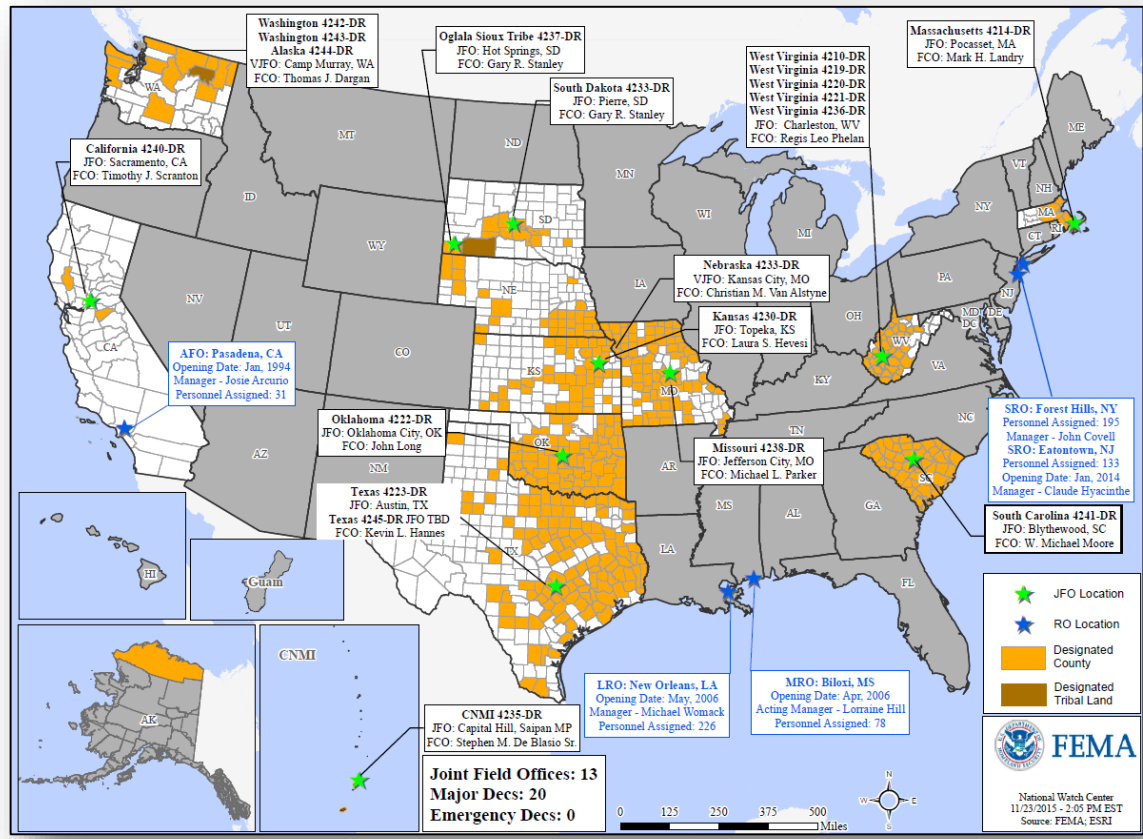 Washington 4242-DR
Washington 4243-DR
Alaska 4244-DR
VJFO: Camp Murray, WA
FCO: Thomas J. Dargan
Oglala Sioux Tribe 4237-DR
JFO: Hot Springs, SD
FCO: Gary R. Stanley
South Dakota 4233-DR
JFO: Pierre, SD
FCO: Gary R. Stanley
West Virginia 4210-DR
West Virginia 4219-DR
West Virginia 4220-DR
West Virginia 4221-DR
West Virginia 4236-DR
JFO: Charleston, WV
FCO: Regis Leo Phelan
Massachusetts 4214-DR
JFO: Pocasset, MA
FCO: Mark H. Landry
California 4240-DR
JFO: Sacramento, CA
FCO: Timothy J. Scranton
WA
MT
ND
MN
ME
VT
NH
ID
SD
WI
MI
NY
MA
CT
RI
WY
Nebraska 4233-DR
VJFO: Kansas City, MO
FCO: Christian M. Van Alstyne
Kansas 4230-DR
JFO: Topeka, KS
FCO: Laura S. Hevesi
NE
IA
PA
NJ
NV
UT
CO
CA
OH
MD
DC
DE
WV
VA
KY
KS
MO
AFO: Pasadena, CA
Opening Date: Jan, 1994
Manager - Josie Arcurio
Personnel Assigned: 31
Oklahoma 4222-DR
JFO: Oklahoma City, OK
FCO: John Long
Missouri 4238-DR
JFO: Jefferson City, MO
FCO: Michael L. Parker
SRO: Forest Hills, NY
Personnel Assigned: 195
Manager - John Covell
SRO: Eatontown, NJ
Personnel Assigned: 133
Opening Date: Jan, 2014
Manager - Claude Hyacinthe
AZ
NM
OK
AR
TN
NC
SC
Texas 4223-DR
JFO: Austin, TX
Texas 4245-DR JFO TBD
FCO: Kevin L. Hannes
South Carolina 4241-DR
JFO: Blythewood, SC
FCO: W. Michael Moore
TX
LA
MS
AL
GA
FL
HI
Guam
AK
CNMI
CNMI 4235-DR
JFO: Capital Hill, Saipan MP
FCO: Stephen M. De Blasio Sr.
LRO: New Orleans, LA
Opening Date: May, 2006
Manager - Michael Womack
Personnel Assigned: 226
MRO: Biloxi, MS
Opening Date: Apr, 2006
Acting Manager - Lorraine Hill
Personnel Assigned: 78
JFO Location
RO Location
Designated
County
Designated
Tribal Land
Joint Field Offices: 13
Major Decs: 20
Emergency Decs: 0
0 125 250 375 500
Miles
N
W
E
S
FEMA
National Watch Center
11/23/2015 - 2:05 PM EST
Source: FEMA; ESRI